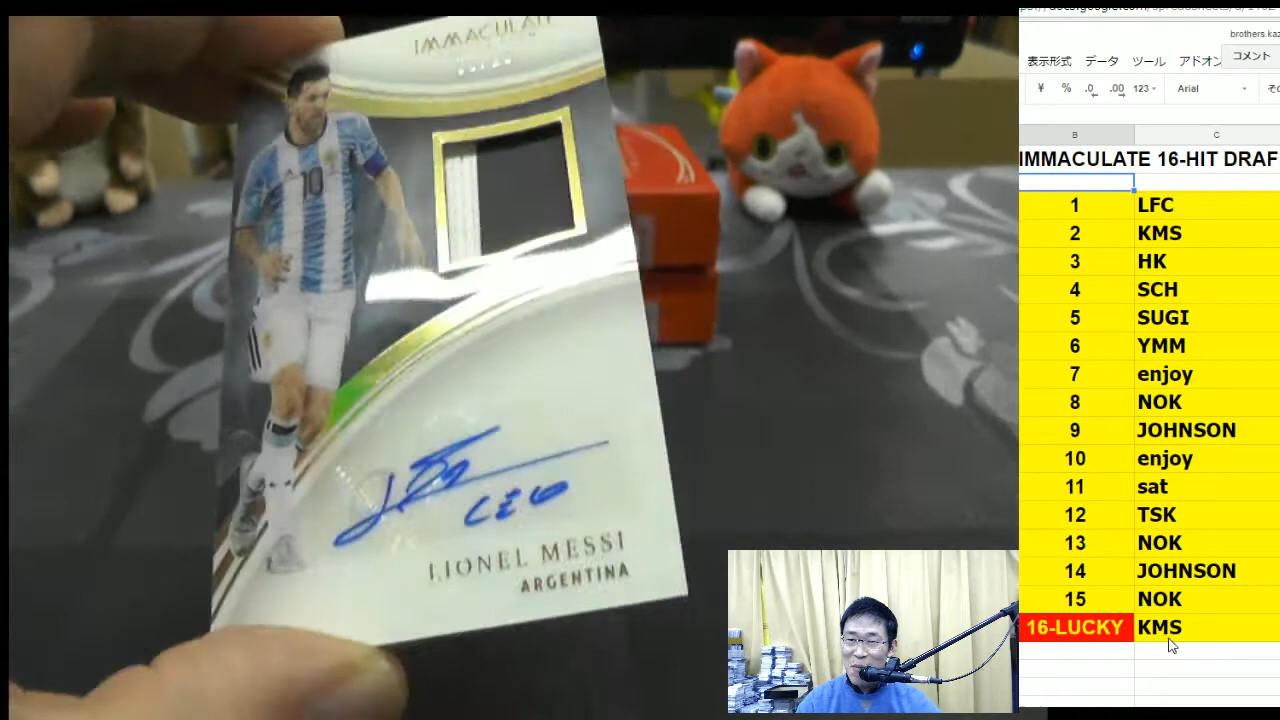 IMMACULATE
10
Leo
LIONEL MESSI
ARGENTINA
brothers.kaz
コメント
表示形式 データ ツール アドオン
¥ % .0 .00 123 Arial
B C
IMMACULATE 16-HIT DRAF
1 LFC
2 KMS
3 HK
4 SCH
5 SUGI
6 YMM
7 enjoy
8 NOK
9 JOHNSON
10 enjoy
11 sat
12 TSK
13 NOK
14 JOHNSON
15 NOK
16-LUCKY KMS